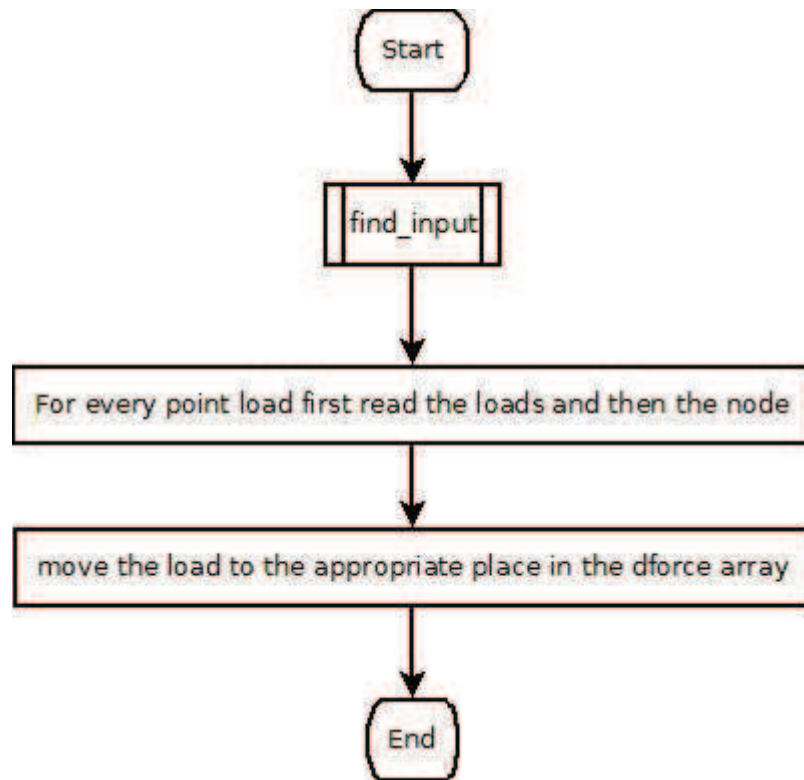 Start
find_input
For every point load first read the loads and then the node
move the load to the appropriate place in the dforce array
End